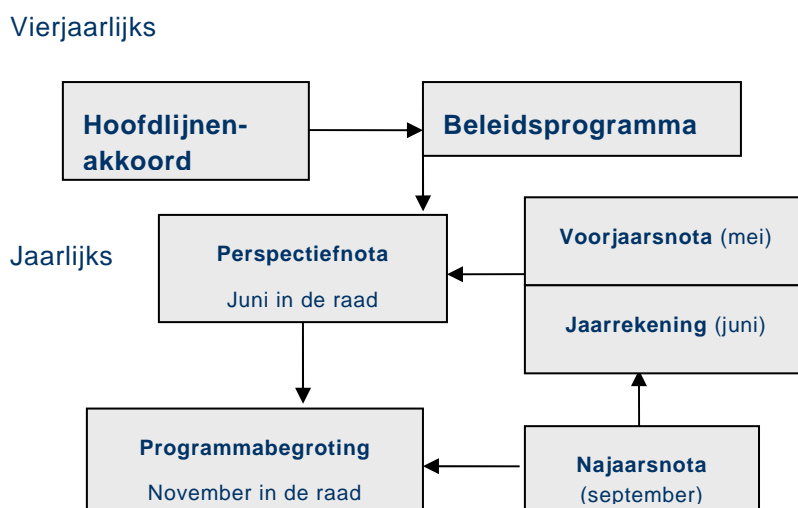 Vierjaarlijks
Hoofdlijnen-
akkoord
Beleidsprogramma
Jaarlijks
Perspectiefnota
Juni in de raad
Voorjaarsnota (mei)
Jaarrekening (juni)
Programmabegroting
November in de raad
Najaarsnota
(september)